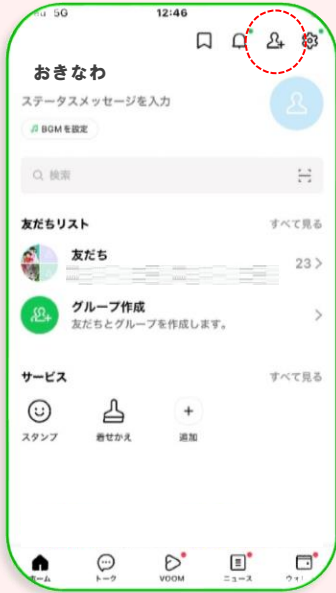 5G 12:46
おきなわ
ステータスメッセージを入力
BGMを設定
検索
友だちリスト すべて見る
友だち
23
グループ作成
友だちとグループを作成します。
サービス すべて見る
スタンプ 着せかえ 追加
ホーム トーク VOOM ニュース